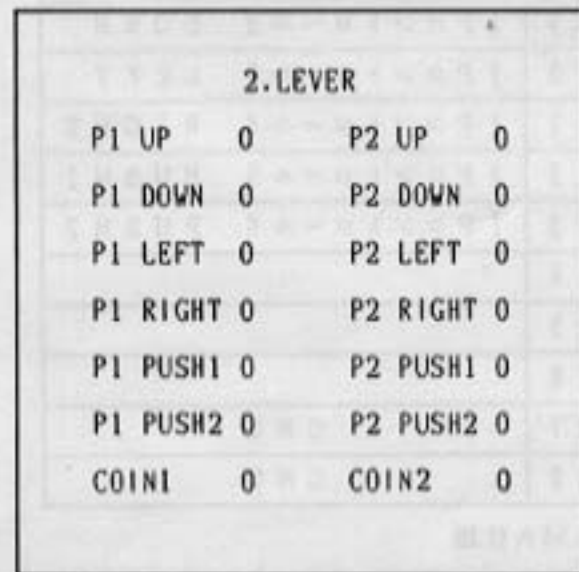 2.LEVER
P1 UP 0 P2 UP 0
P1 DOWN 0 P2 DOWN 0
P1 LEFT 0 P2 LEFT 0
P1 RIGHT 0 P2 RIGHT 0
P1 PUSH1 0 P2 PUSH1 0
P1 PUSH2 0 P2 PUSH2 0
COIN1 0 COIN2 0